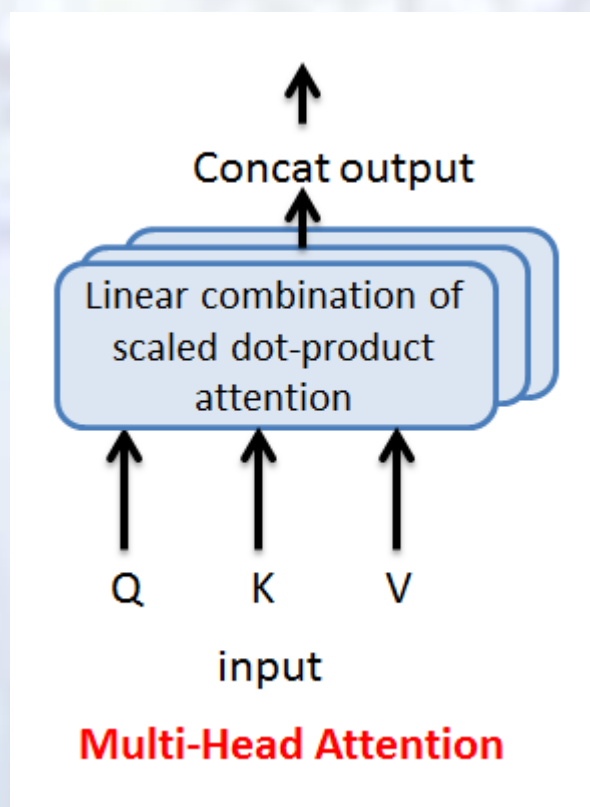 Concat output
Linear combination of
scaled dot-product
attention
Q K V
input
Multi-Head Attention